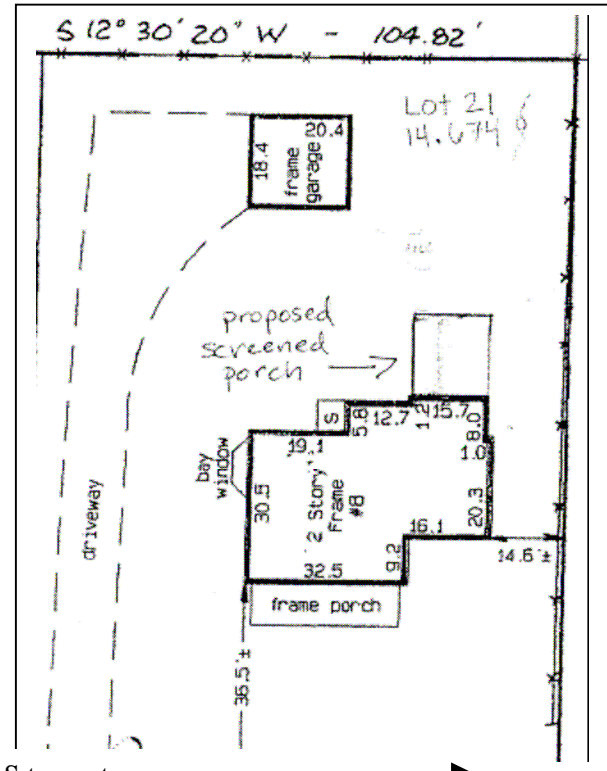 S 12° 30' 20" W - 104.82'
Lot 21
14.674
20.4
18.4
frame
garage
proposed
screened
porch
S
5.8
12.7
1.2
15.7
8.0
19.1
1.0
bay
window
30.5
2 Story
Frame
#8
20.3
16.1
14.6'±
9.2
32.5
driveway
frame porch
36.5'±